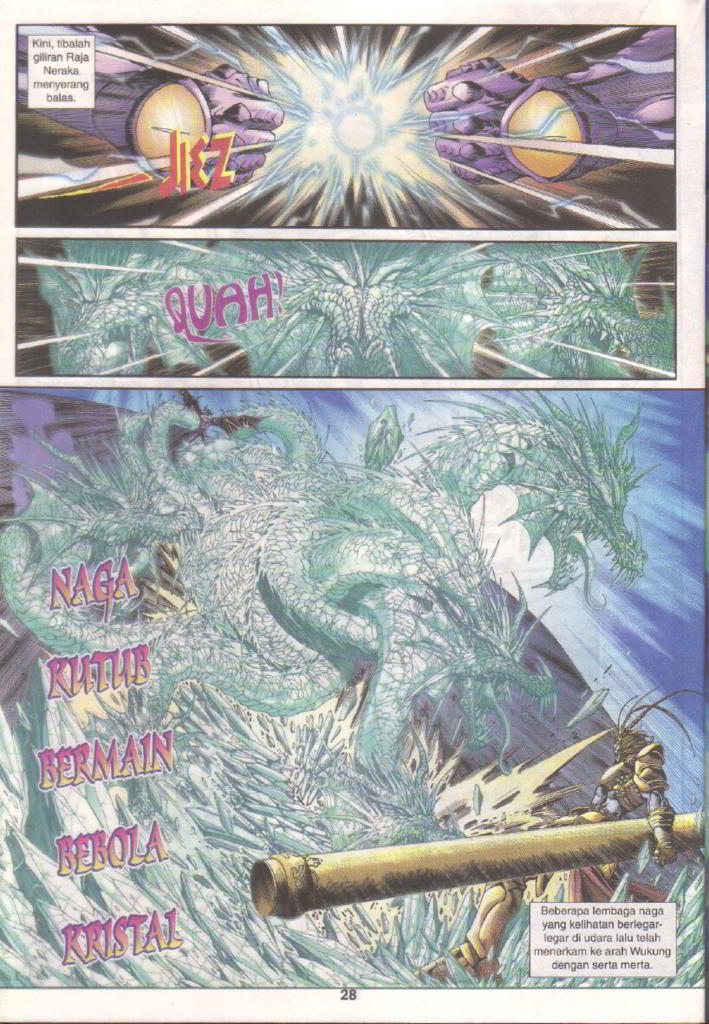 Kini, tibalah
giliran Raja
Neraka
menyerang
balas.
JIEZ
QUAH!
NAGA
KUTUB
BERMAIN
BEBOLA
KRISTAL
Beberapa lembaga naga
yang kelihatan berlegar-
legar di udara lalu telah
menerkam ke arah Wukung
dengan serta merta.
28